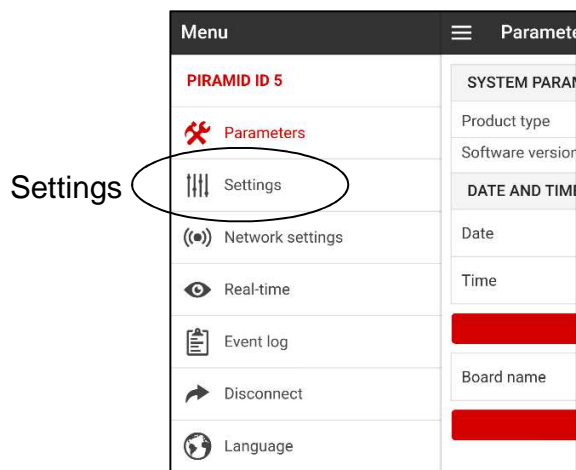 Menu
PIRAMID ID 5
Parameters
Settings
Settings
Network settings
Real-time
Event log
Disconnect
Language
Paramete
SYSTEM PARAM
Product type
Software version
DATE AND TIME
Date
Time
Board name